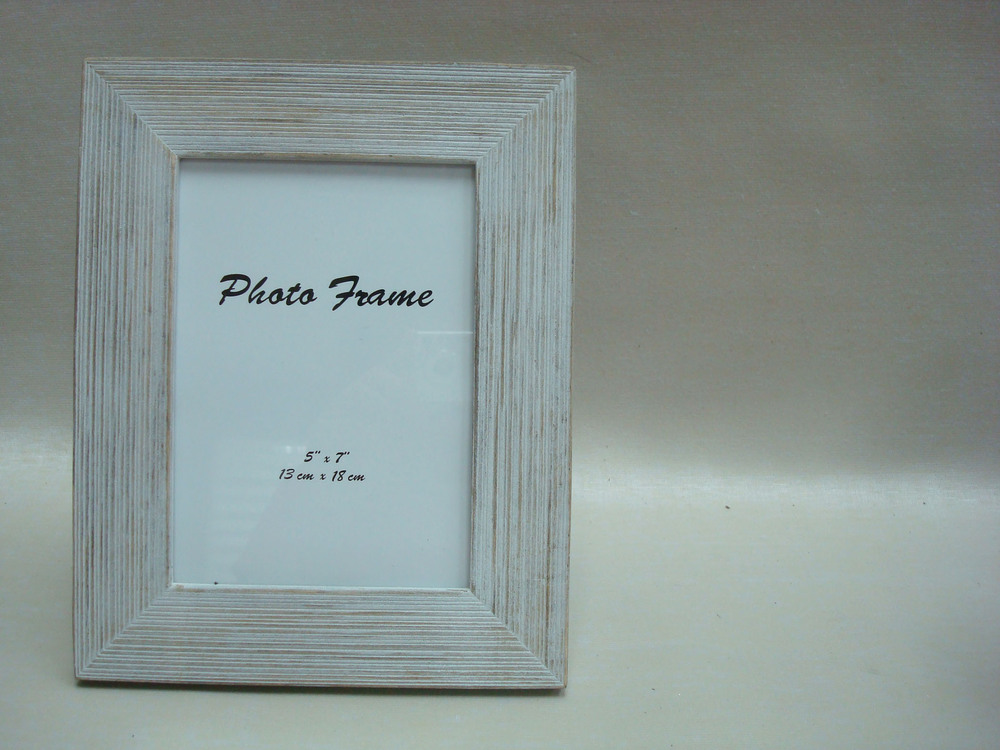 Photo Frame
5" x 7"
13 cm x 18 cm